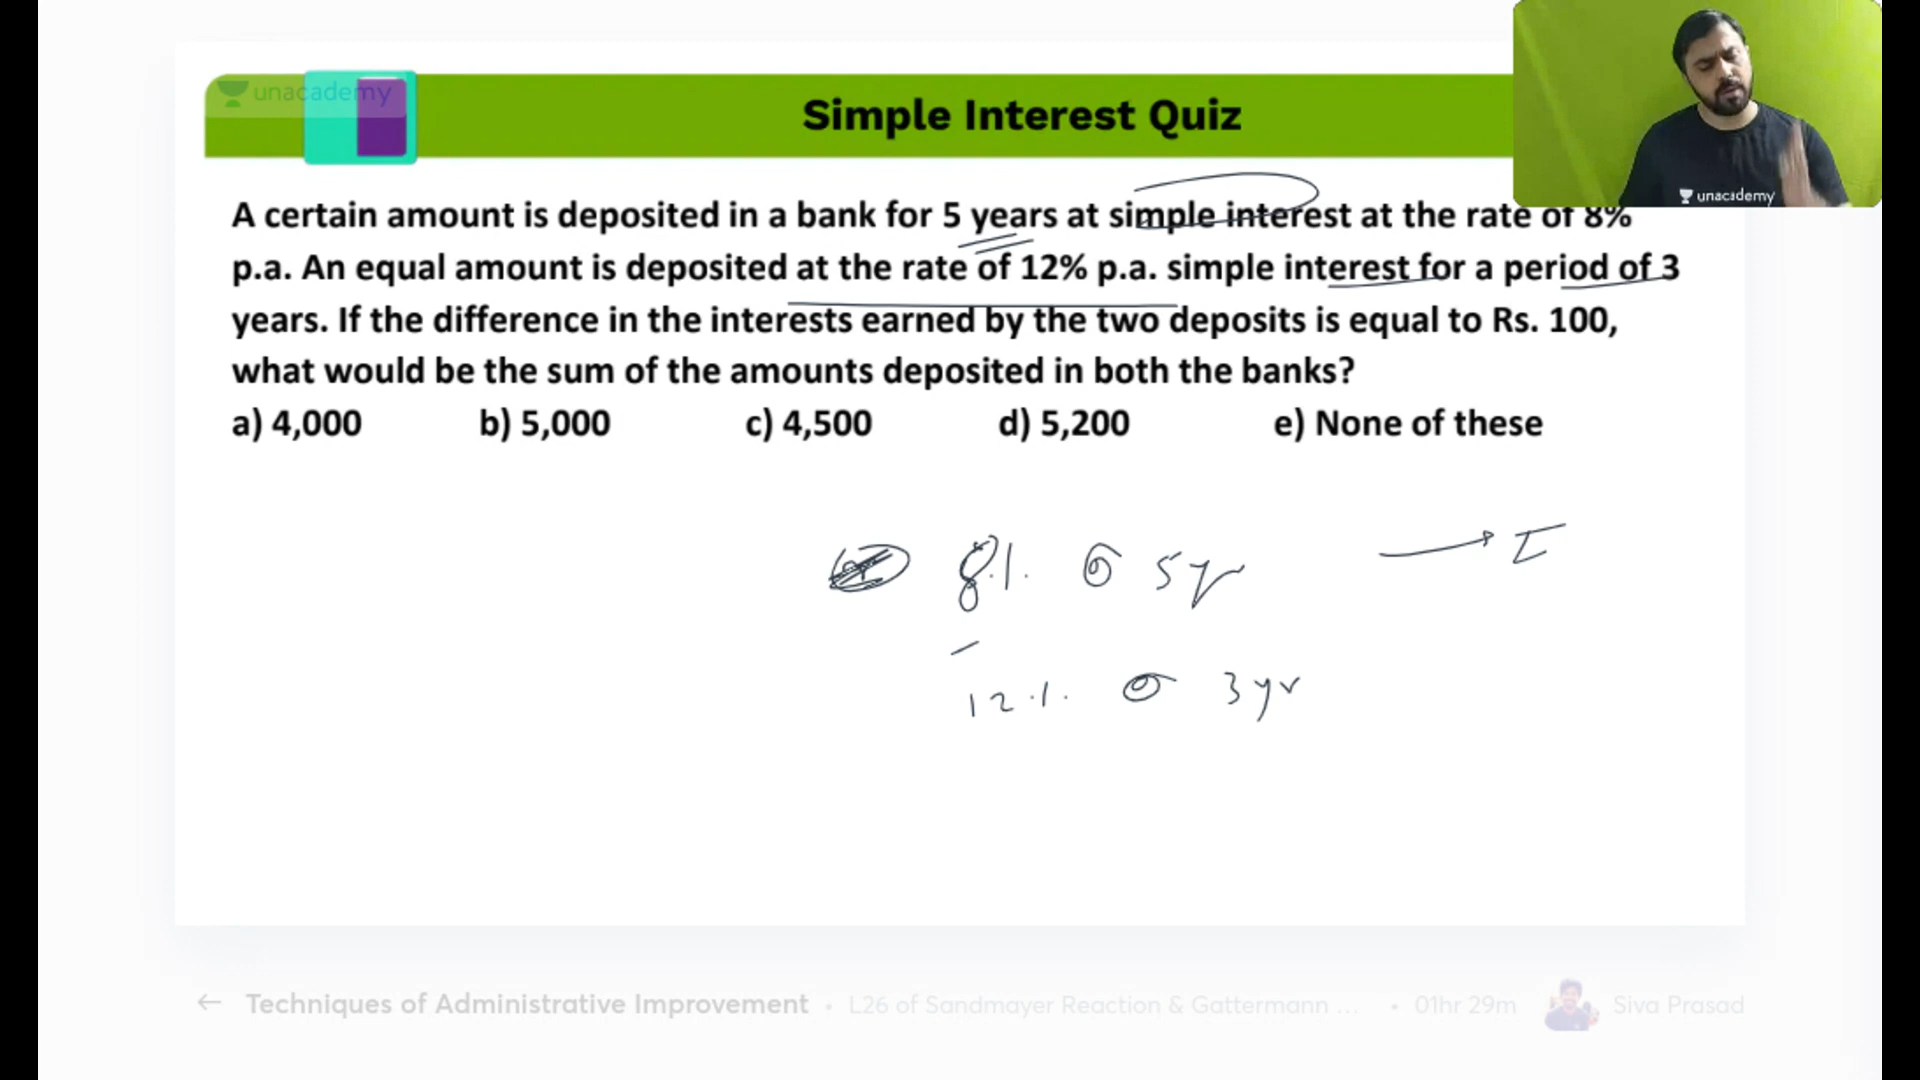 unacademy
Simple Interest Quiz
unacademy
A certain amount is deposited in a bank for 5 years at simple interest at the rate of 8%
p.a. An equal amount is deposited at the rate of 12% p.a. simple interest for a period of 3
years. If the difference in the interests earned by the two deposits is equal to Rs. 100,
what would be the sum of the amounts deposited in both the banks?
a) 4,000 b) 5,000 c) 4,500 d) 5,200 e) None of these
8% 5yr I
12% 3yr
← Techniques of Administrative Improvement • L26 of Sandmayer Reaction & Gattermann ... • 01hr 29m Siva Prasad